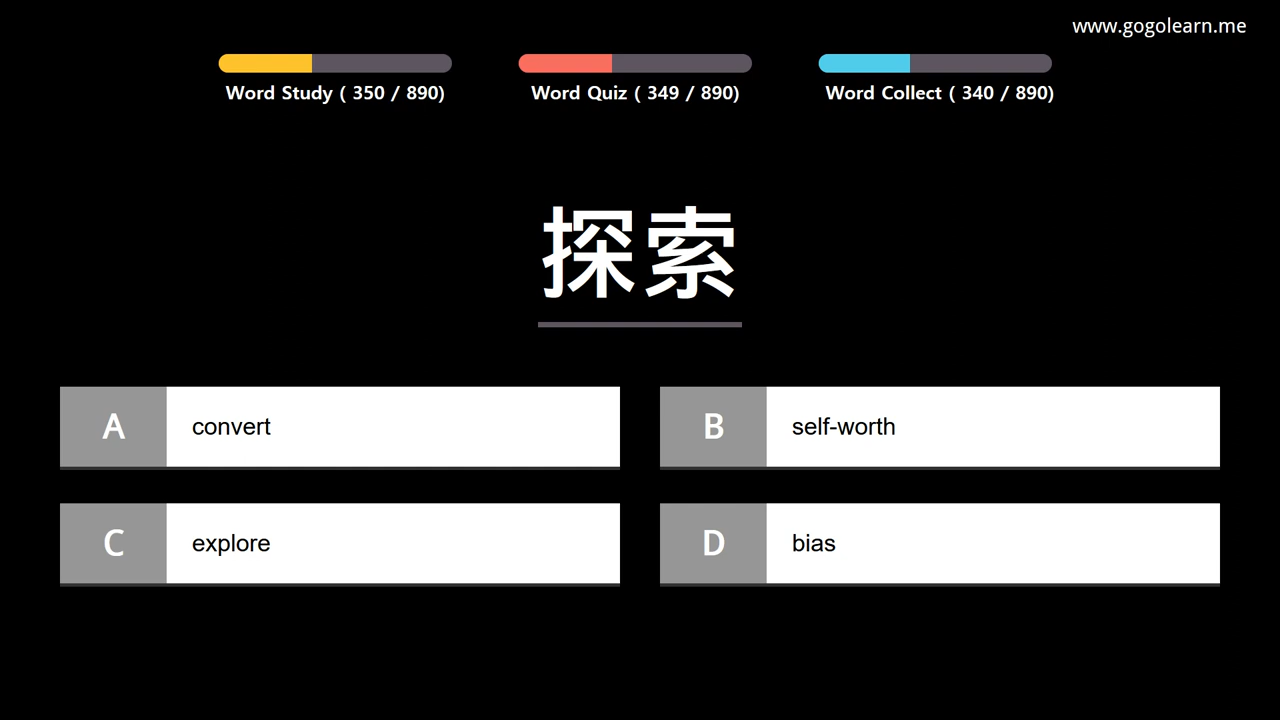 www.gogolearn.me
Word Study ( 350 / 890)
Word Quiz ( 349 / 890)
Word Collect ( 340 / 890)
探索
A convert
B self-worth
C explore
D bias